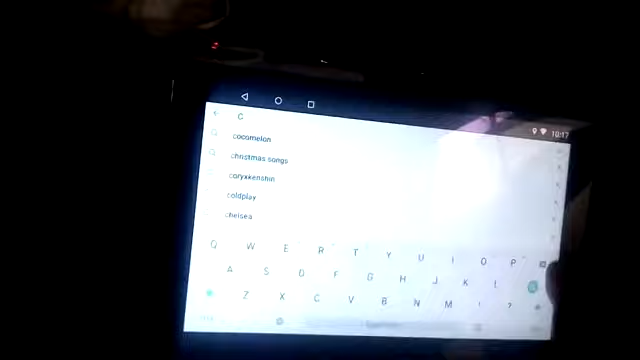 10:17
C
cocomelon
christmas songs
coryxkenshin
coldplay
chelsea
Q W E R T Y U I O P
A S D F G H J K L
Z X C V B N M ! ?